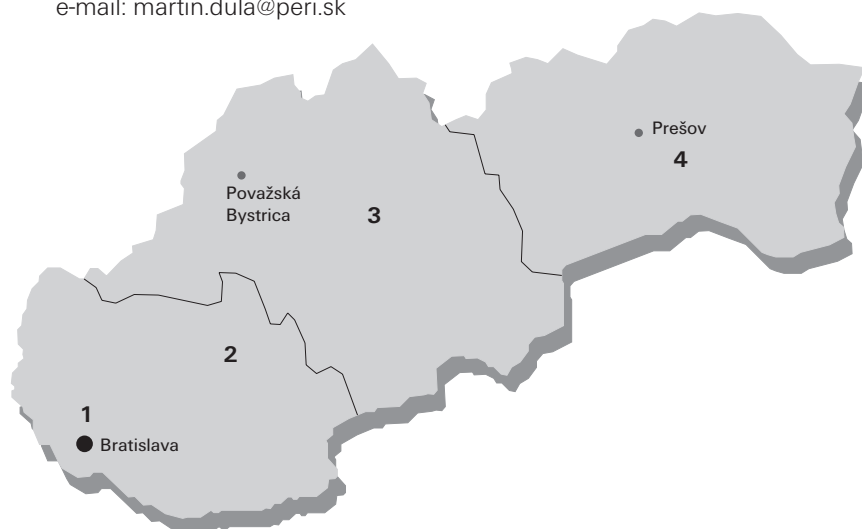 e-mail: martin.dula@peri.sk
Prešov
4
Považská
Bystrica
3
2
1
Bratislava